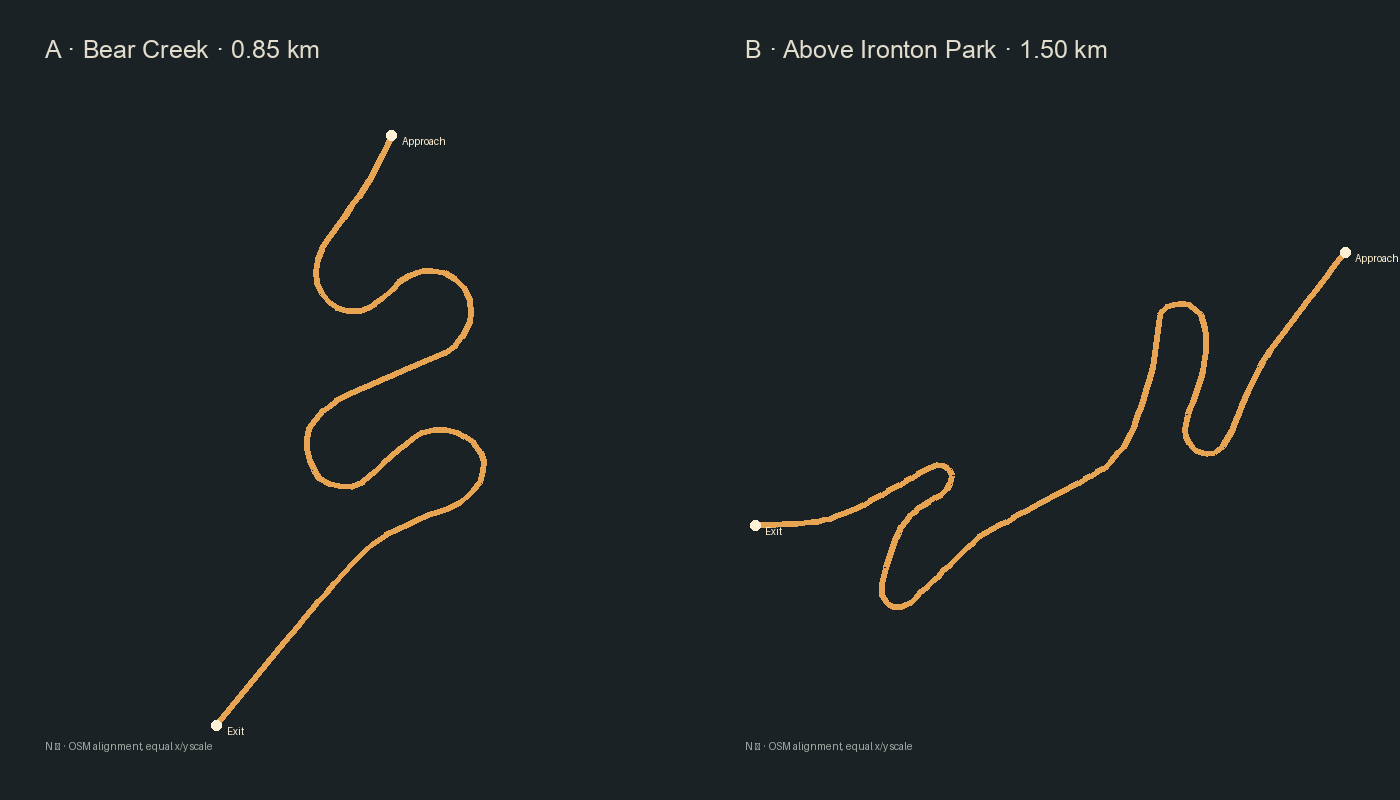 A · Bear Creek · 0.85 km
B · Above Ironton Park · 1.50 km
Approach
Approach
Exit
Exit
N · OSM alignment, equal x/y scale
N · OSM alignment, equal x/y scale